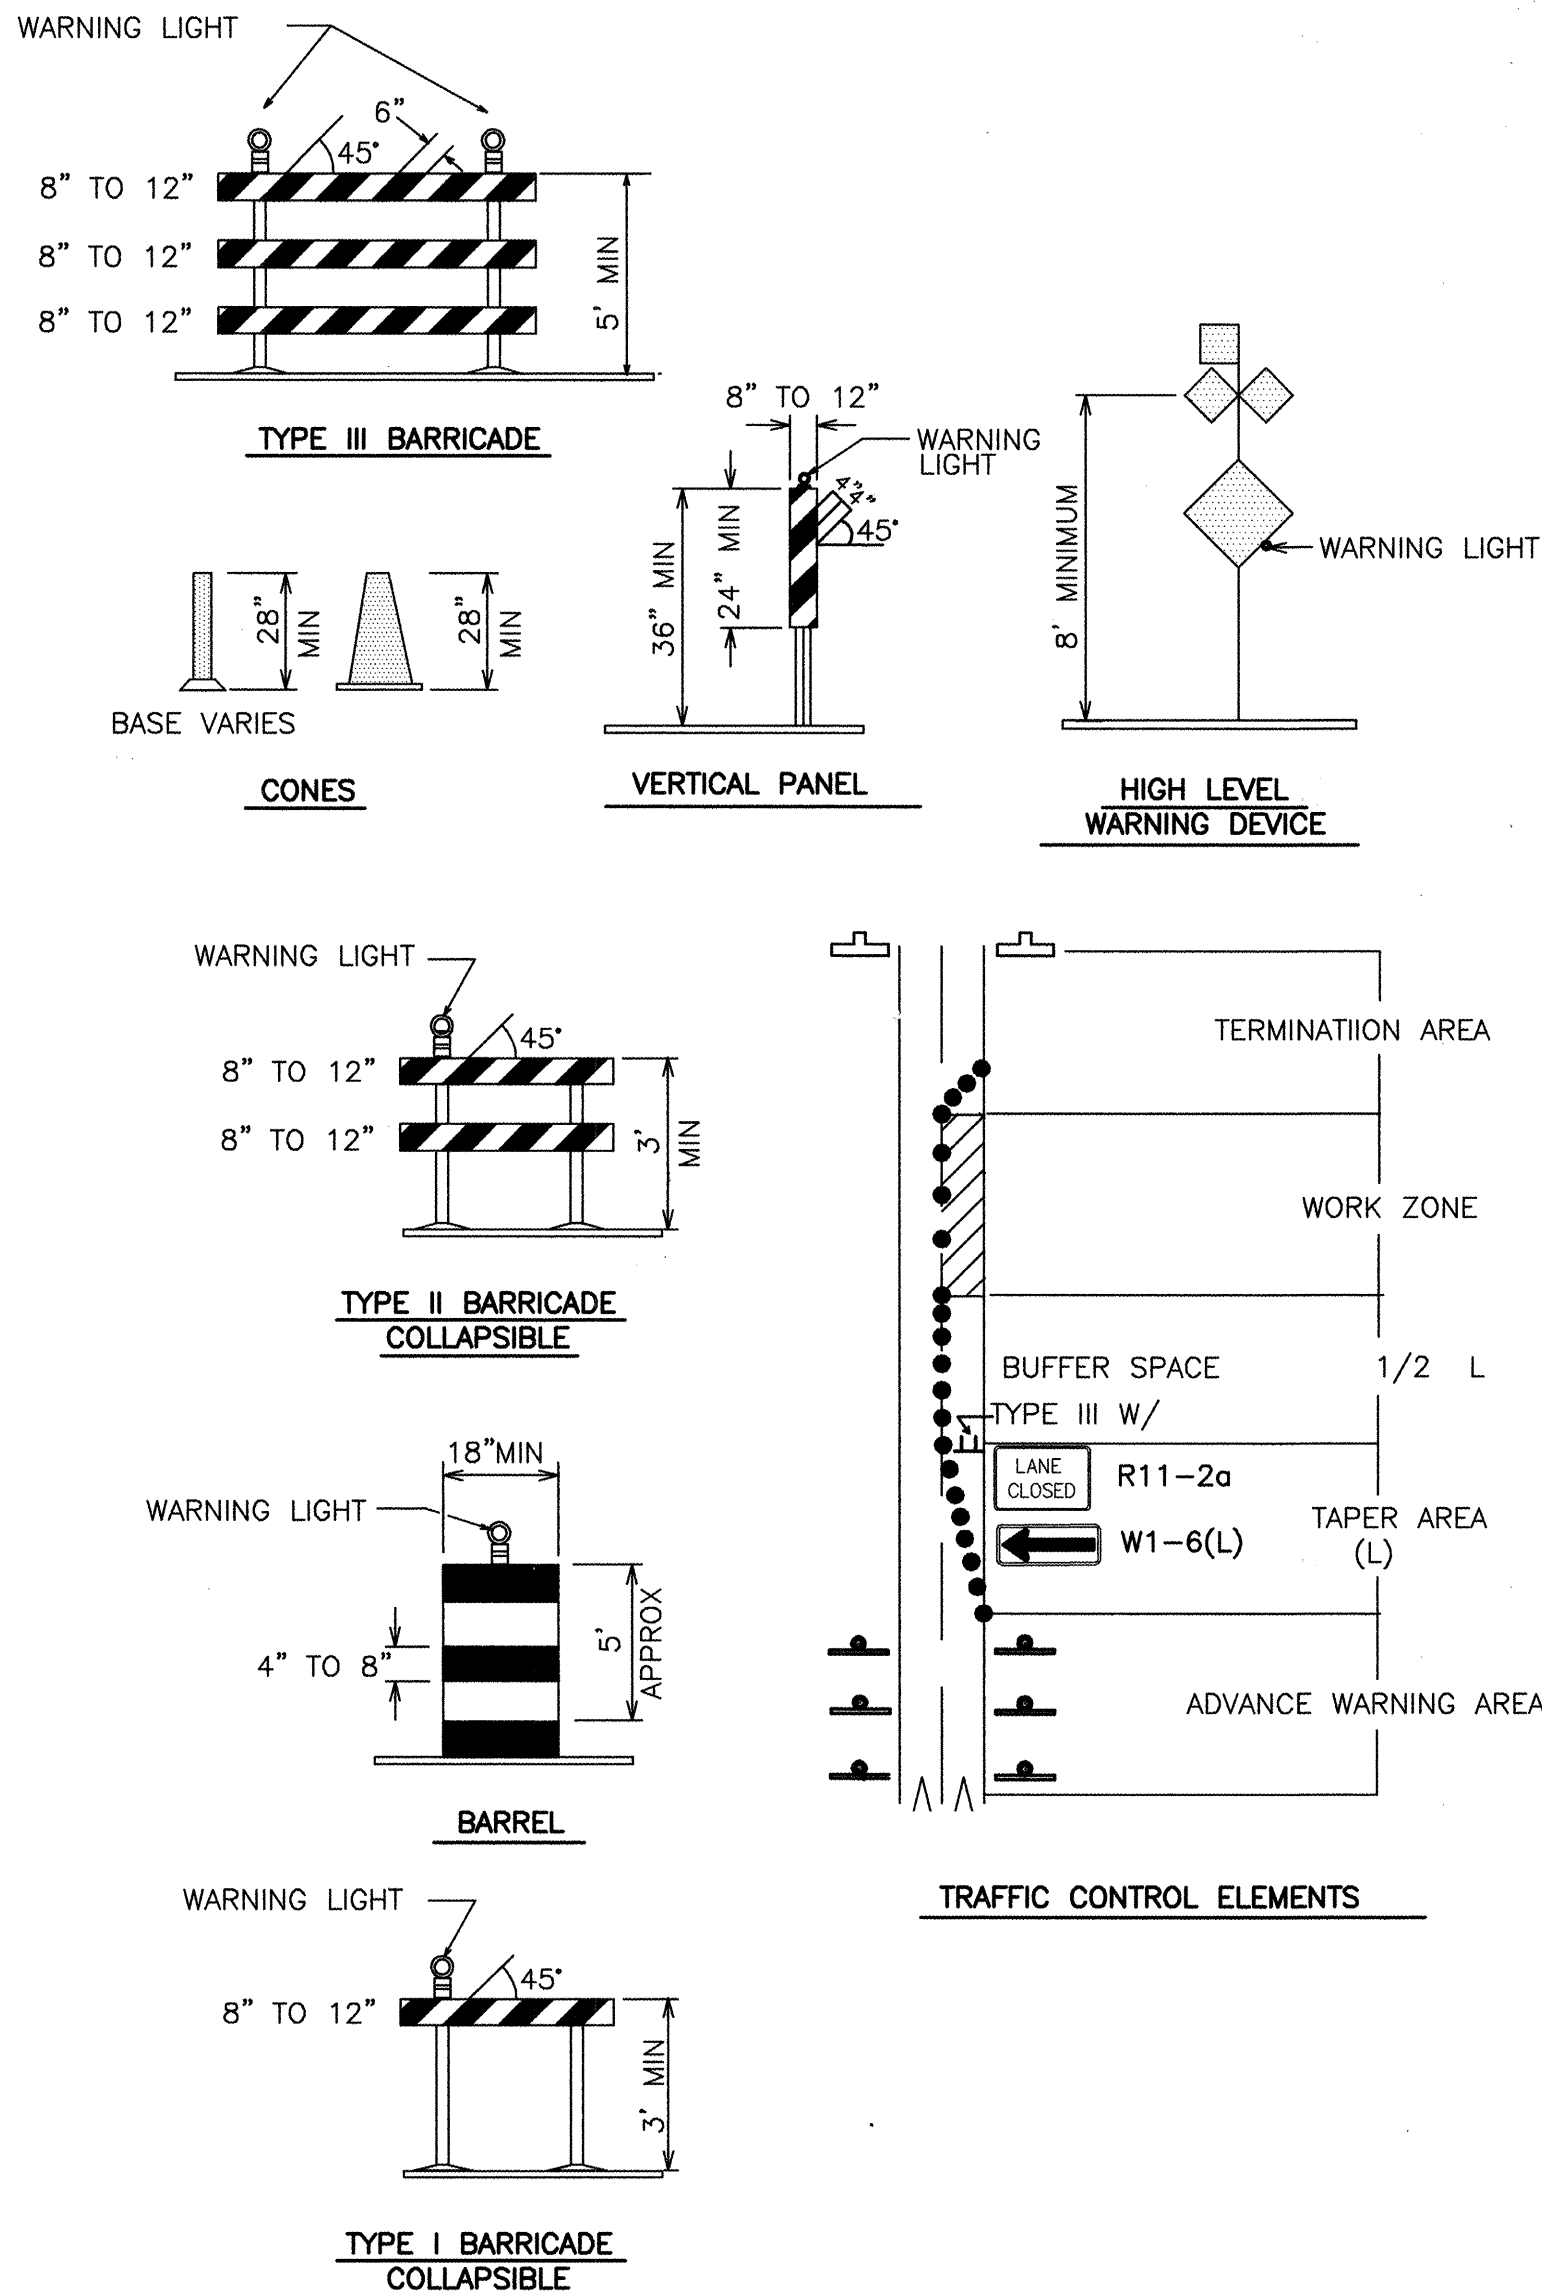 WARNING LIGHT
6"
45°
8" TO 12"
8" TO 12"
8" TO 12"
5' MIN
TYPE III BARRICADE
28"
MIN
28"
MIN
BASE VARIES
CONES
8" TO 12"
WARNING
LIGHT
4"
4"
45°
36" MIN
24" MIN
VERTICAL PANEL
8' MINIMUM
WARNING LIGHT
HIGH LEVEL
WARNING DEVICE
WARNING LIGHT
45°
8" TO 12"
8" TO 12"
3'
MIN
TYPE II BARRICADE
COLLAPSIBLE
18"MIN
WARNING LIGHT
4" TO 8"
5'
APPROX
BARREL
WARNING LIGHT
45°
8" TO 12"
3' MIN
TYPE I BARRICADE
COLLAPSIBLE
TERMINATIION AREA
WORK ZONE
BUFFER SPACE 1/2 L
TYPE III W/
LANE
CLOSED
R11-2a
W1-6(L)
TAPER AREA
(L)
ADVANCE WARNING AREA
TRAFFIC CONTROL ELEMENTS